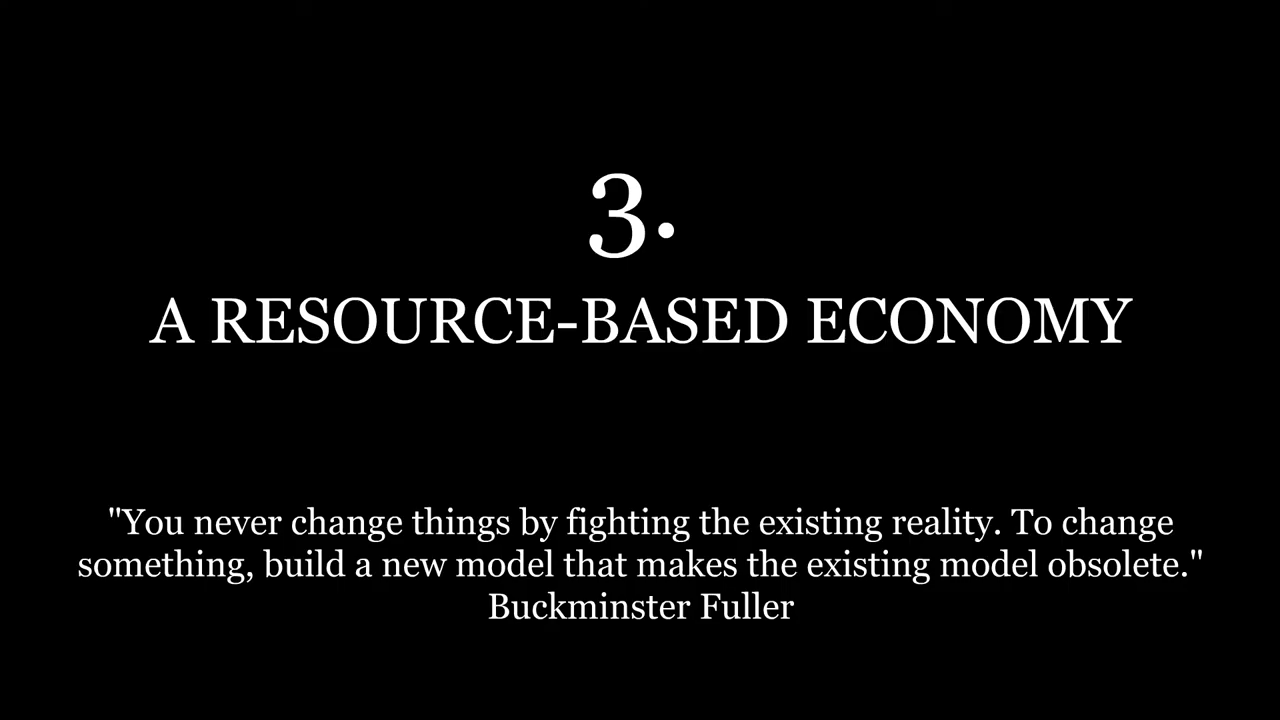 3.
A RESOURCE-BASED ECONOMY
"You never change things by fighting the existing reality. To change
something, build a new model that makes the existing model obsolete."
Buckminster Fuller